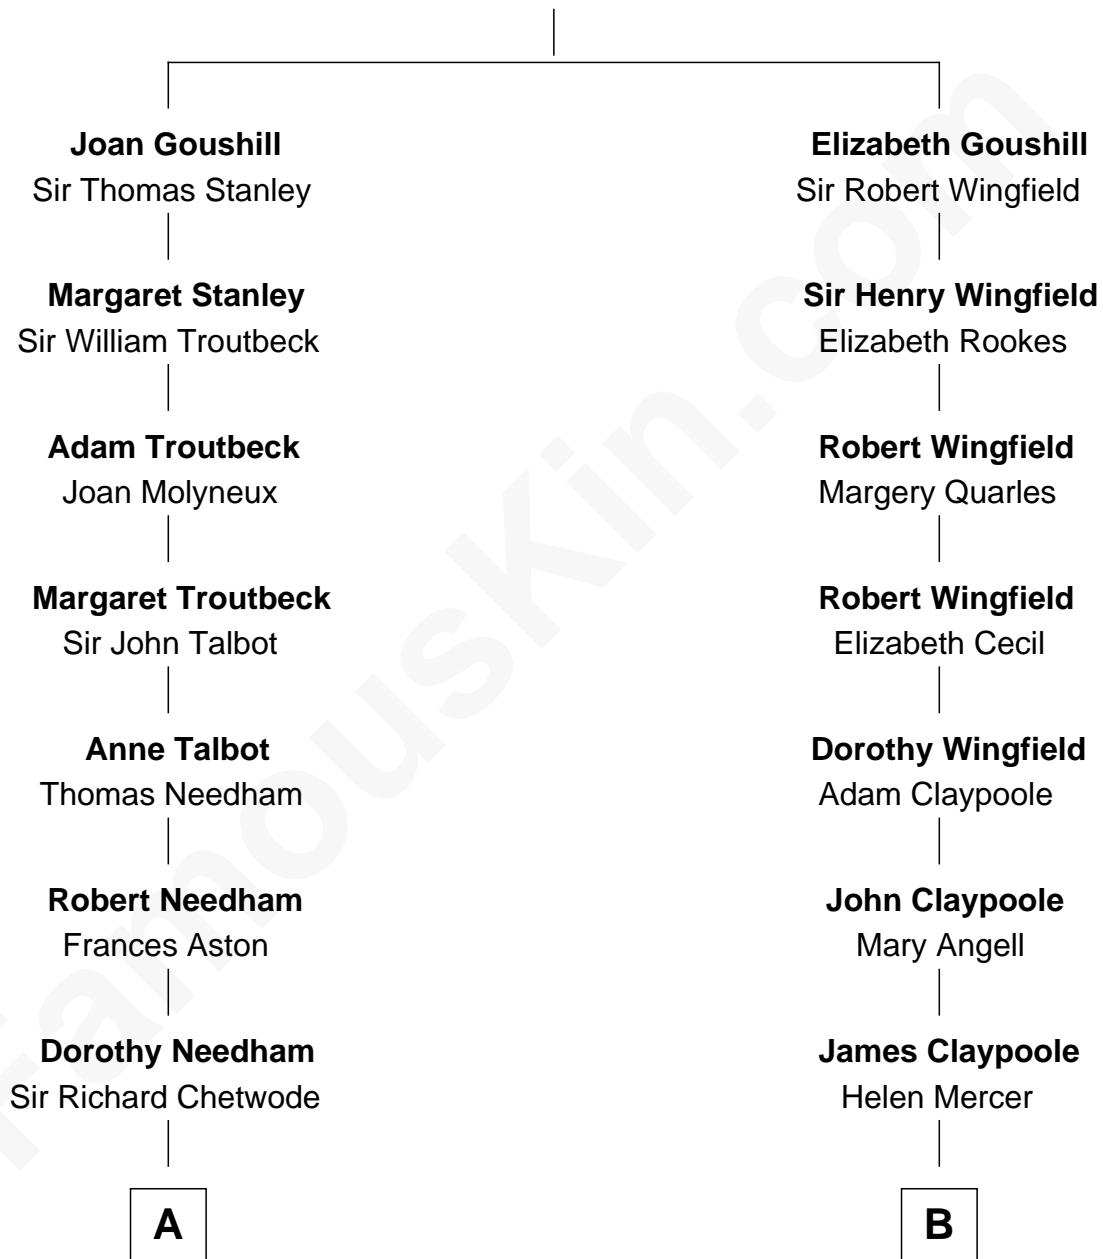 Joan Goushill
Sir Thomas Stanley
Elizabeth Goushill
Sir Robert Wingfield
Margaret Stanley
Sir William Troutbeck
Sir Henry Wingfield
Elizabeth Rookes
Adam Troutbeck
Joan Molyneux
Robert Wingfield
Margery Quarles
Margaret Troutbeck
Sir John Talbot
Robert Wingfield
Elizabeth Cecil
Anne Talbot
Thomas Needham
Dorothy Wingfield
Adam Claypoole
Robert Needham
Frances Aston
John Claypoole
Mary Angell
Dorothy Needham
Sir Richard Chetwode
James Claypoole
Helen Mercer
A
B
FamousKin.com